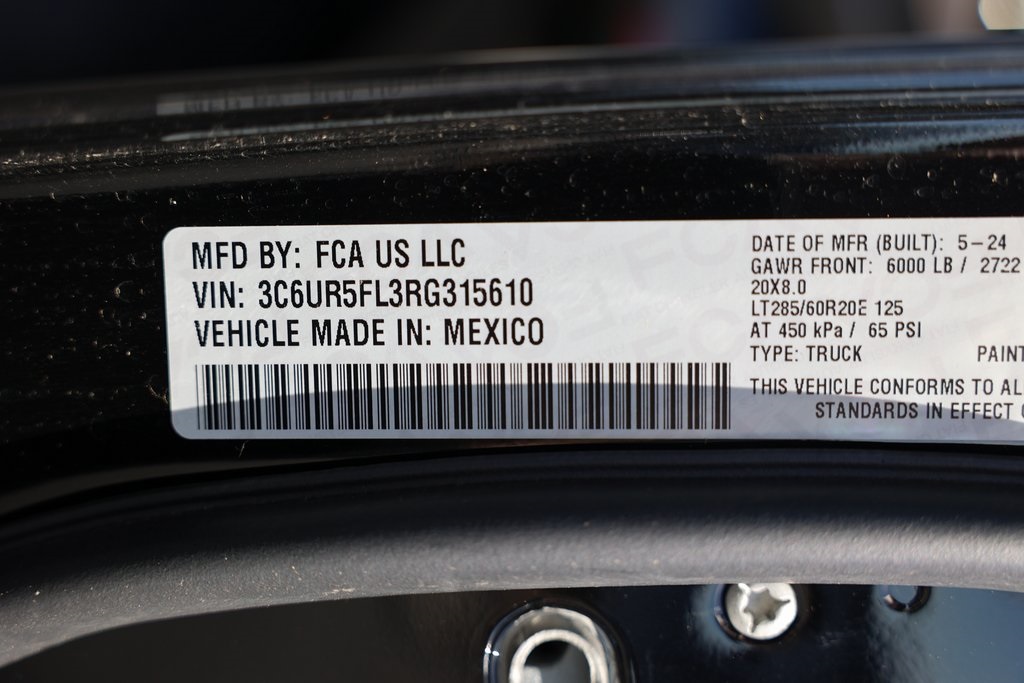 MFD BY: FCA US LLC
VIN: 3C6UR5FL3RG315610
VEHICLE MADE IN: MEXICO
DATE OF MFR (BUILT): 5-24
GAWR FRONT: 6000 LB / 2722
20X8.0
LT285/60R20E 125
AT 450 kPa / 65 PSI
TYPE: TRUCK PAINT
THIS VEHICLE CONFORMS TO AL
STANDARDS IN EFFECT